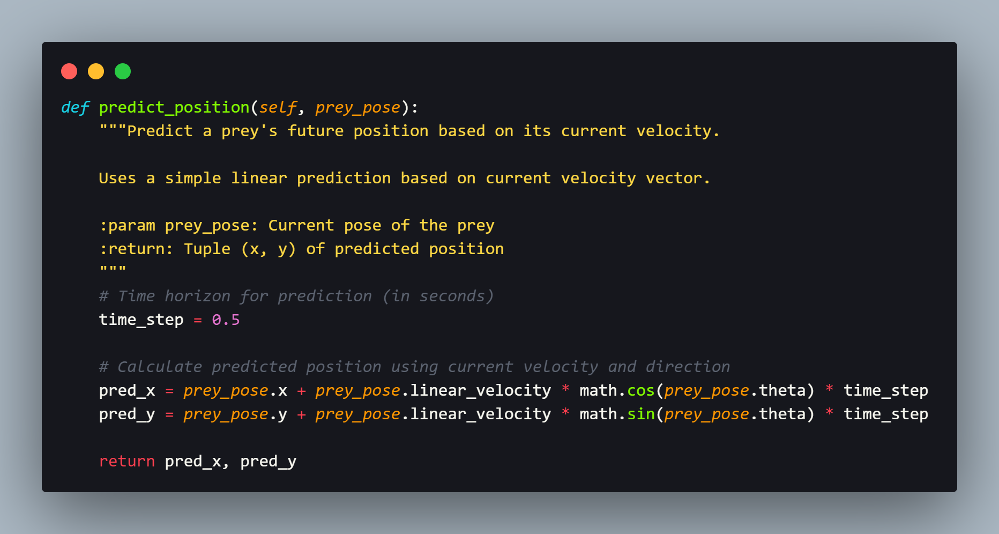 def predict_position(self, prey_pose):
    """Predict a prey's future position based on its current velocity.

    Uses a simple linear prediction based on current velocity vector.

    :param prey_pose: Current pose of the prey
    :return: Tuple (x, y) of predicted position
    """
    # Time horizon for prediction (in seconds)
    time_step = 0.5

    # Calculate predicted position using current velocity and direction
    pred_x = prey_pose.x + prey_pose.linear_velocity * math.cos(prey_pose.theta) * time_step
    pred_y = prey_pose.y + prey_pose.linear_velocity * math.sin(prey_pose.theta) * time_step

    return pred_x, pred_y